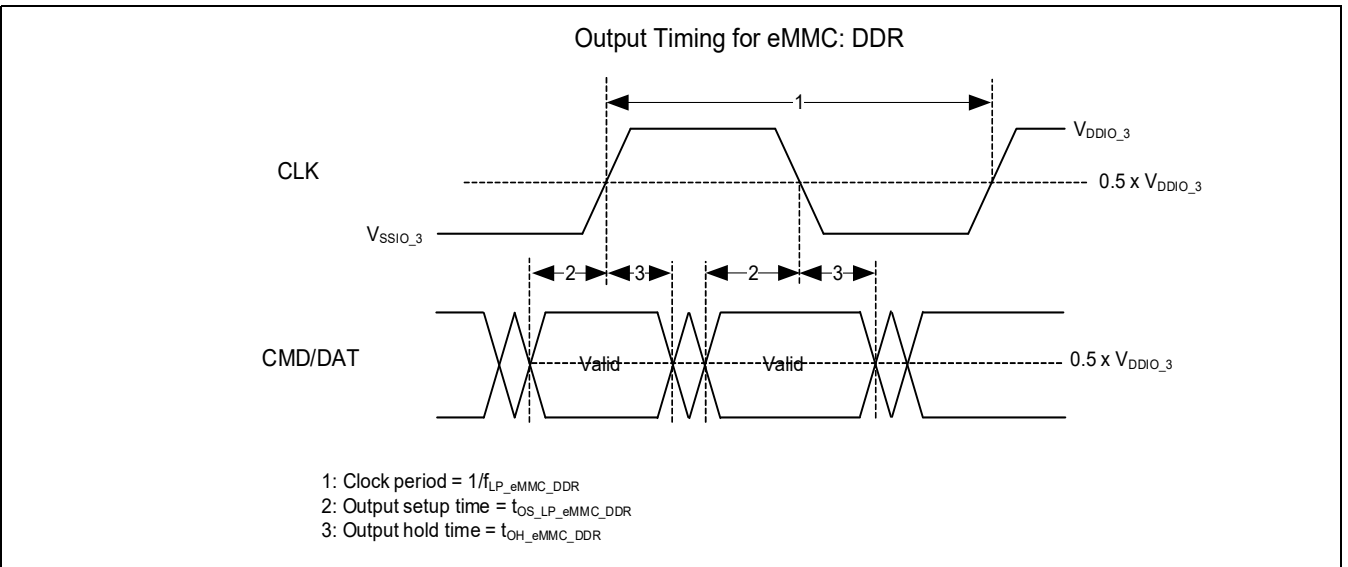 Output Timing for eMMC: DDR
1
CLK
VDDIO_3
0.5 x VDDIO_3
VSSIO_3
2 3 2 3
CMD/DAT
Valid Valid
0.5 x VDDIO_3
1: Clock period = 1/fLP_eMMC_DDR
2: Output setup time = tOS_LP_eMMC_DDR
3: Output hold time = tOH_eMMC_DDR